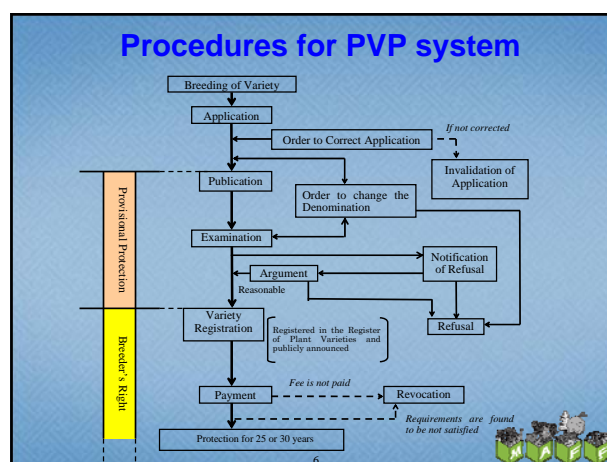 Procedures for PVP system
Breeding of Variety
Application
Order to Correct Application
If not corrected
Invalidation of
Application
Publication
Order to change the
Denomination
Provisional Protection
Examination
Notification
of Refusal
Argument
Reasonable
Variety
Registration
Registered in the Register
of Plant Varieties and
publicly announced
Refusal
Breeder's Right
Payment
Fee is not paid
Revocation
Requirements are found
to be not satisfied
Protection for 25 or 30 years
6
M A F F